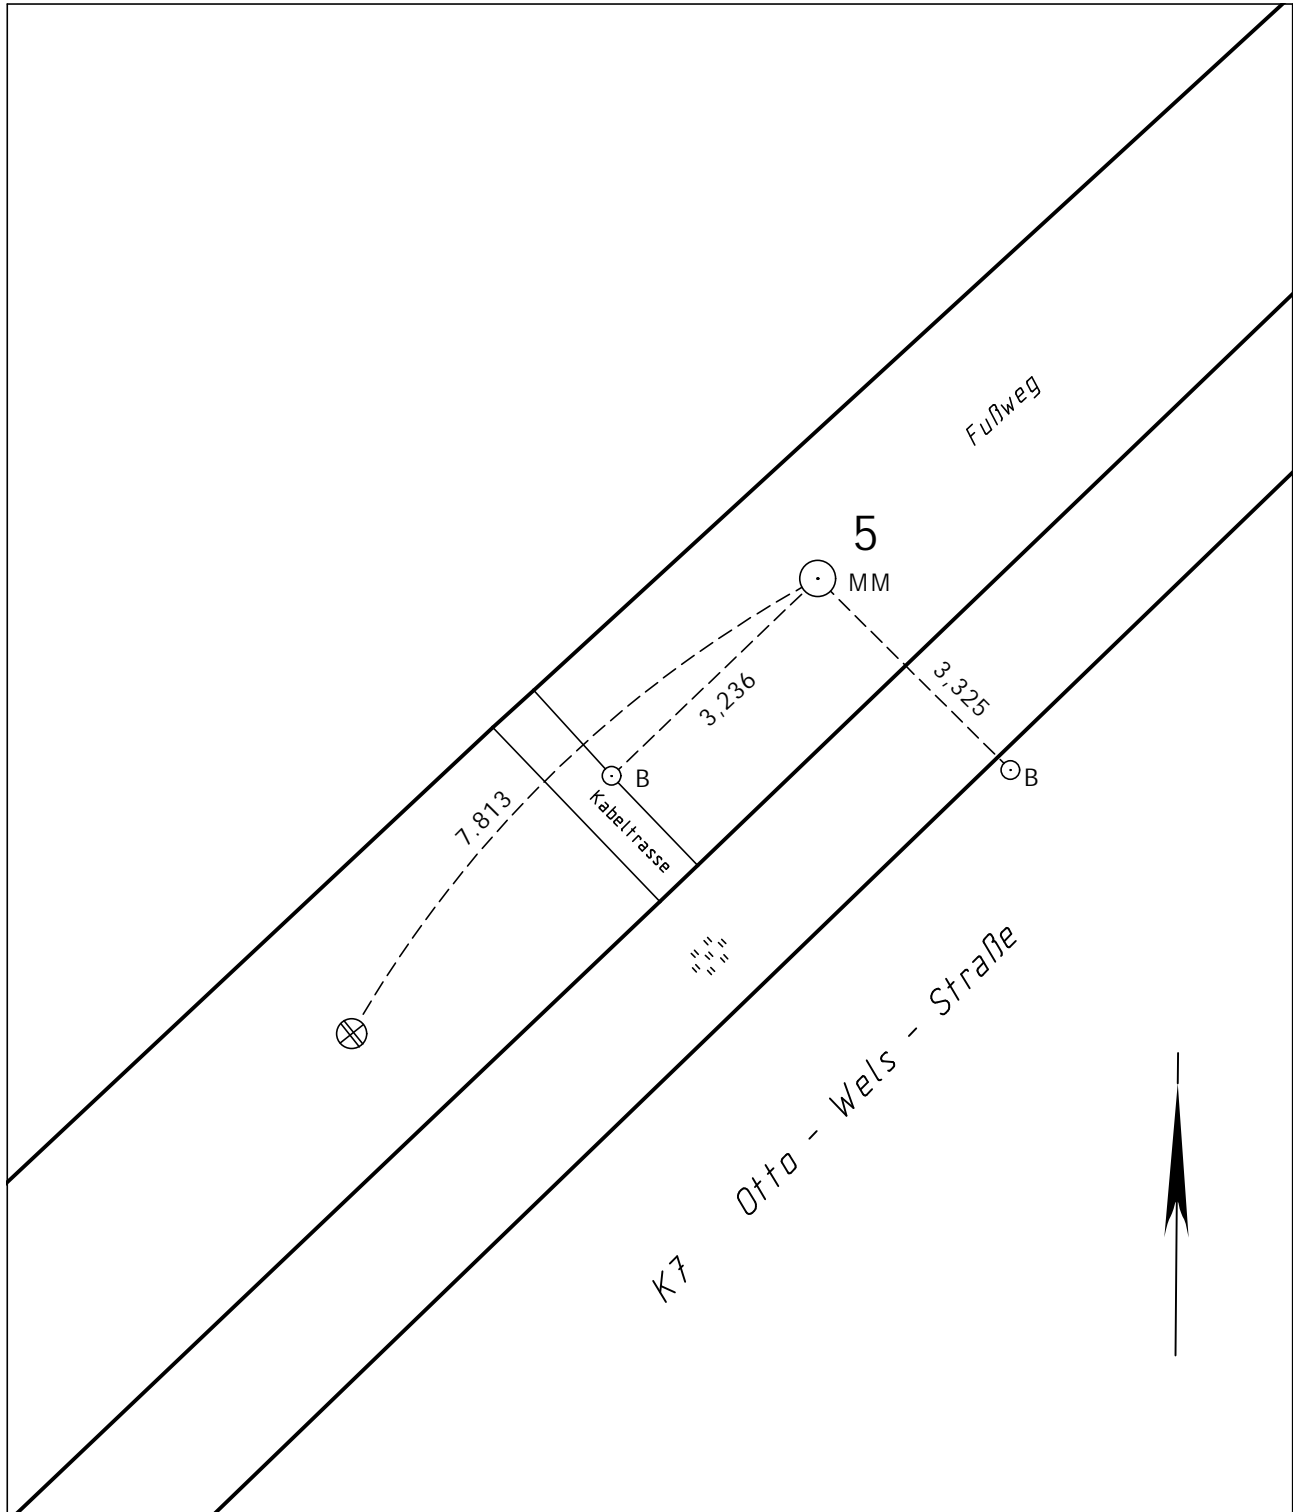 Fußweg
5
MM
3,236
3,325
B
B
7.813
Kabeltrasse
Otto - Wels - Straße
K7